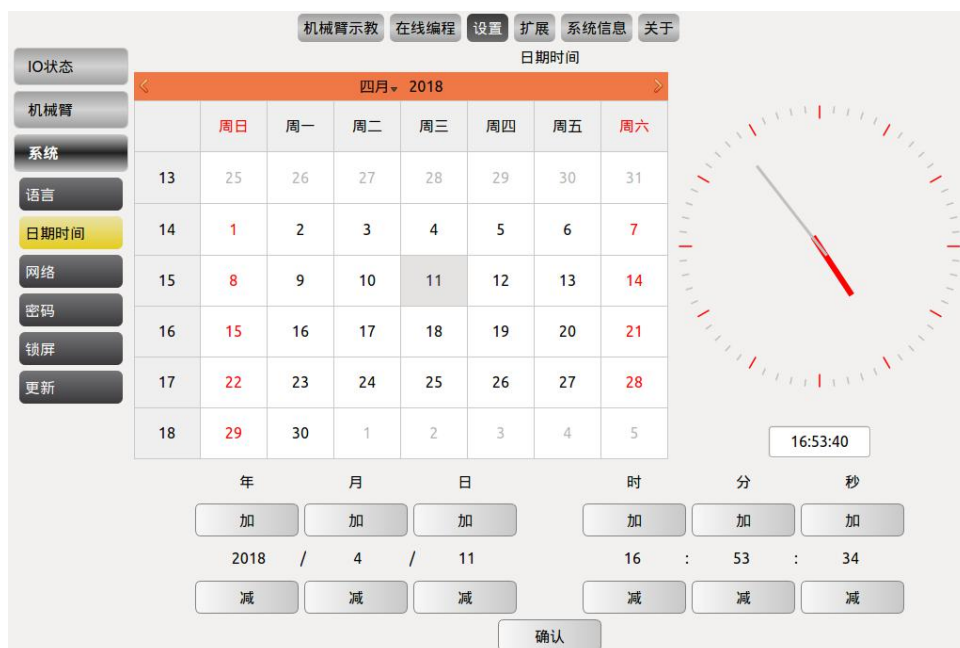 机械臂示教 在线编程 设置 扩展 系统信息 关于
日期时间
IO状态
机械臂
系统
语言
日期时间
网络
密码
锁屏
更新
四月 2018
周日 周一 周二 周三 周四 周五 周六
13 25 26 27 28 29 30 31
14 1 2 3 4 5 6 7
15 8 9 10 11 12 13 14
16 15 16 17 18 19 20 21
17 22 23 24 25 26 27 28
18 29 30 1 2 3 4 5
16:53:40
年 月 日 时 分 秒
加 加 加 加 加 加
2018 / 4 / 11 16 : 53 : 34
减 减 减 减 减 减
确认